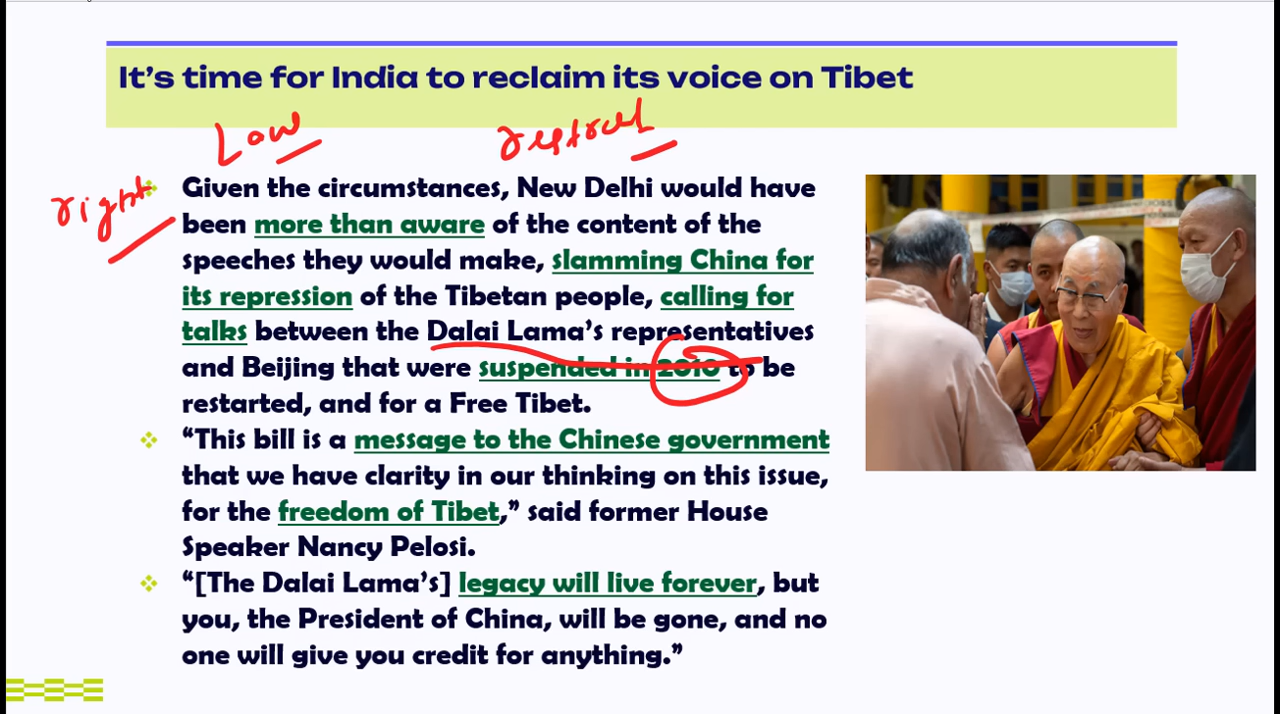 It's time for India to reclaim its voice on Tibet
Law
right
Given the circumstances, New Delhi would have
been more than aware of the content of the
speeches they would make, slamming China for
its repression of the Tibetan people, calling for
talks between the Dalai Lama's representatives
and Beijing that were suspended in 2010 to be
restarted, and for a Free Tibet.
"This bill is a message to the Chinese government
that we have clarity in our thinking on this issue,
for the freedom of Tibet," said former House
Speaker Nancy Pelosi.
"[The Dalai Lama's] legacy will live forever, but
you, the President of China, will be gone, and no
one will give you credit for anything."